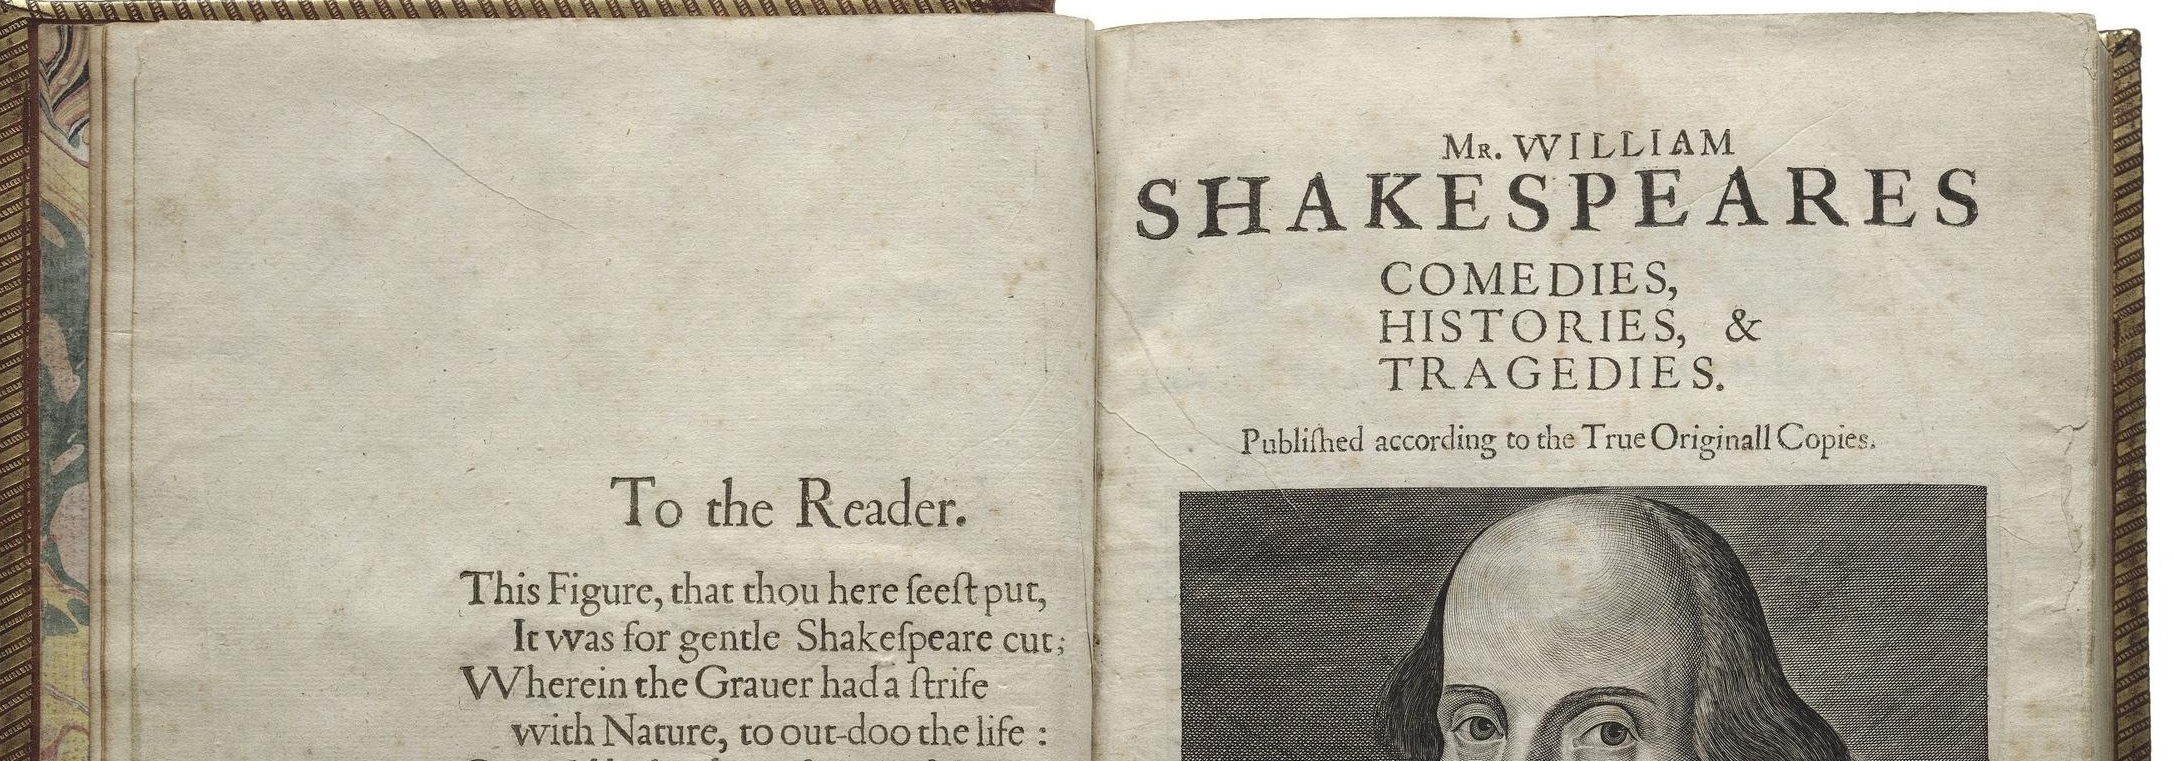 To the Reader.
This Figure, that thou here ſeeſt put,
It was for gentle Shakeſpeare cut;
Wherein the Grauer had a ſtrife
with Nature, to out-doo the life :
Mr. WILLIAM
SHAKESPEARES
COMEDIES,
HISTORIES, &
TRAGEDIES.
Publiſhed according to the True Originall Copies.